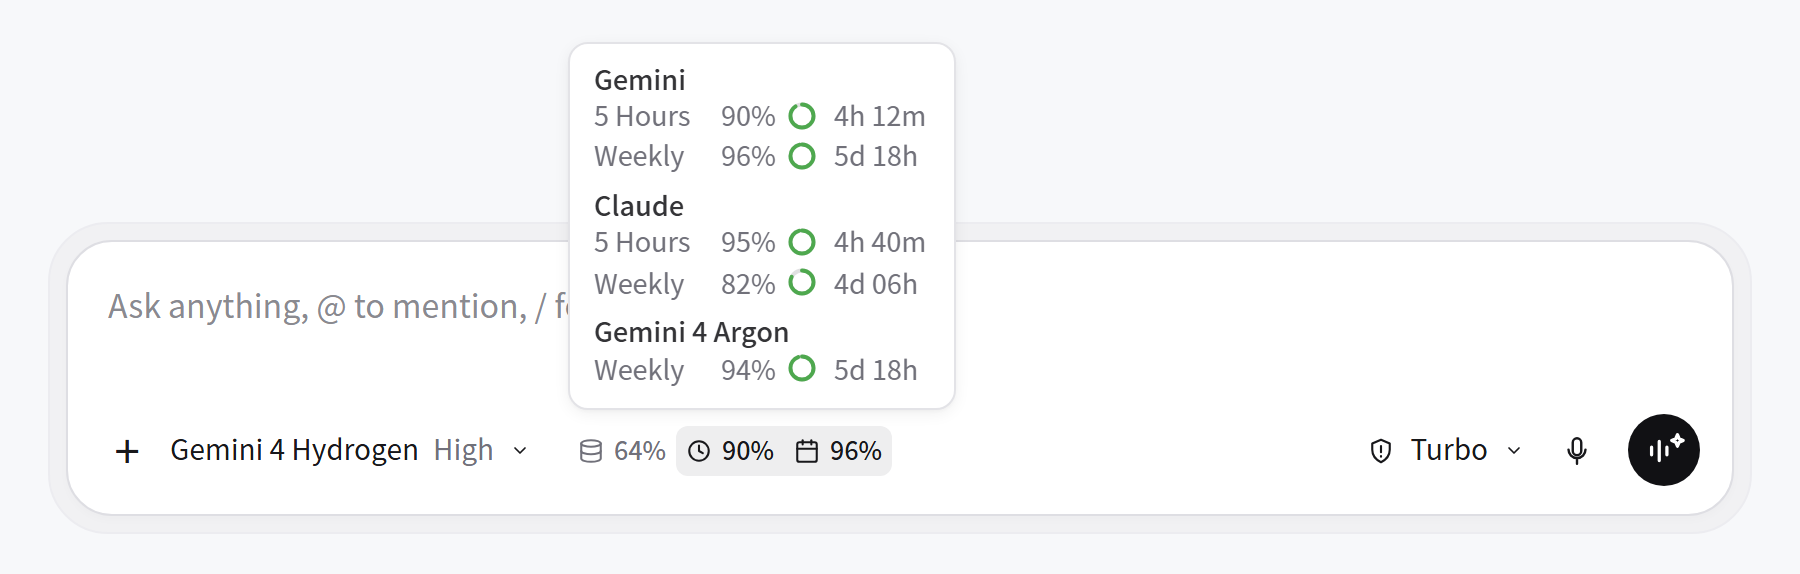 Gemini
5 Hours 90% 4h 12m
Weekly 96% 5d 18h
Claude
5 Hours 95% 4h 40m
Weekly 82% 4d 06h
Gemini 4 Argon
Weekly 94% 5d 18h
Ask anything, @ to mention, /
Gemini 4 Hydrogen High 64% 90% 96% Turbo